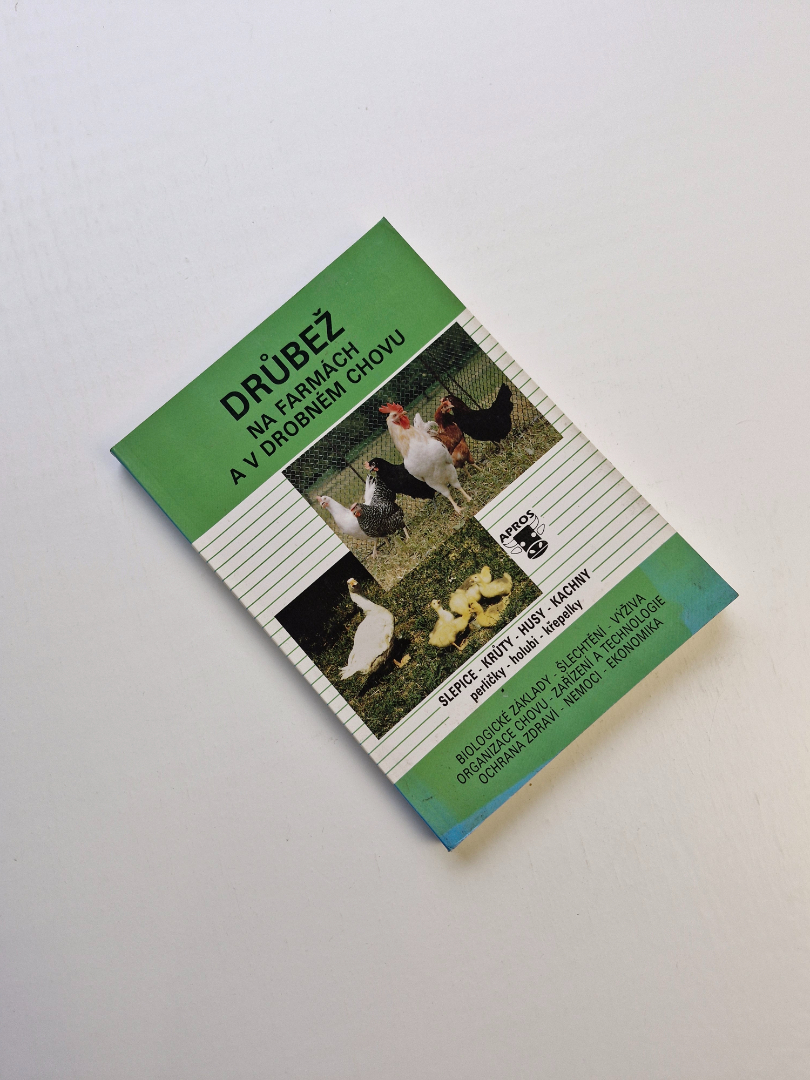 DRŮBEŽ
NA FARMÁCH
A V DROBNÉM CHOVU
APROS
SLEPICE - KRŮTY - HUSY - KACHNY
perličky - holubi - křepelky
BIOLOGICKÉ ZÁKLADY - ŠLECHTĚNÍ - VÝŽIVA
ORGANIZACE CHOVU - ZAŘÍZENÍ A TECHNOLOGIE
OCHRANA ZDRAVÍ - NEMOCI - EKONOMIKA